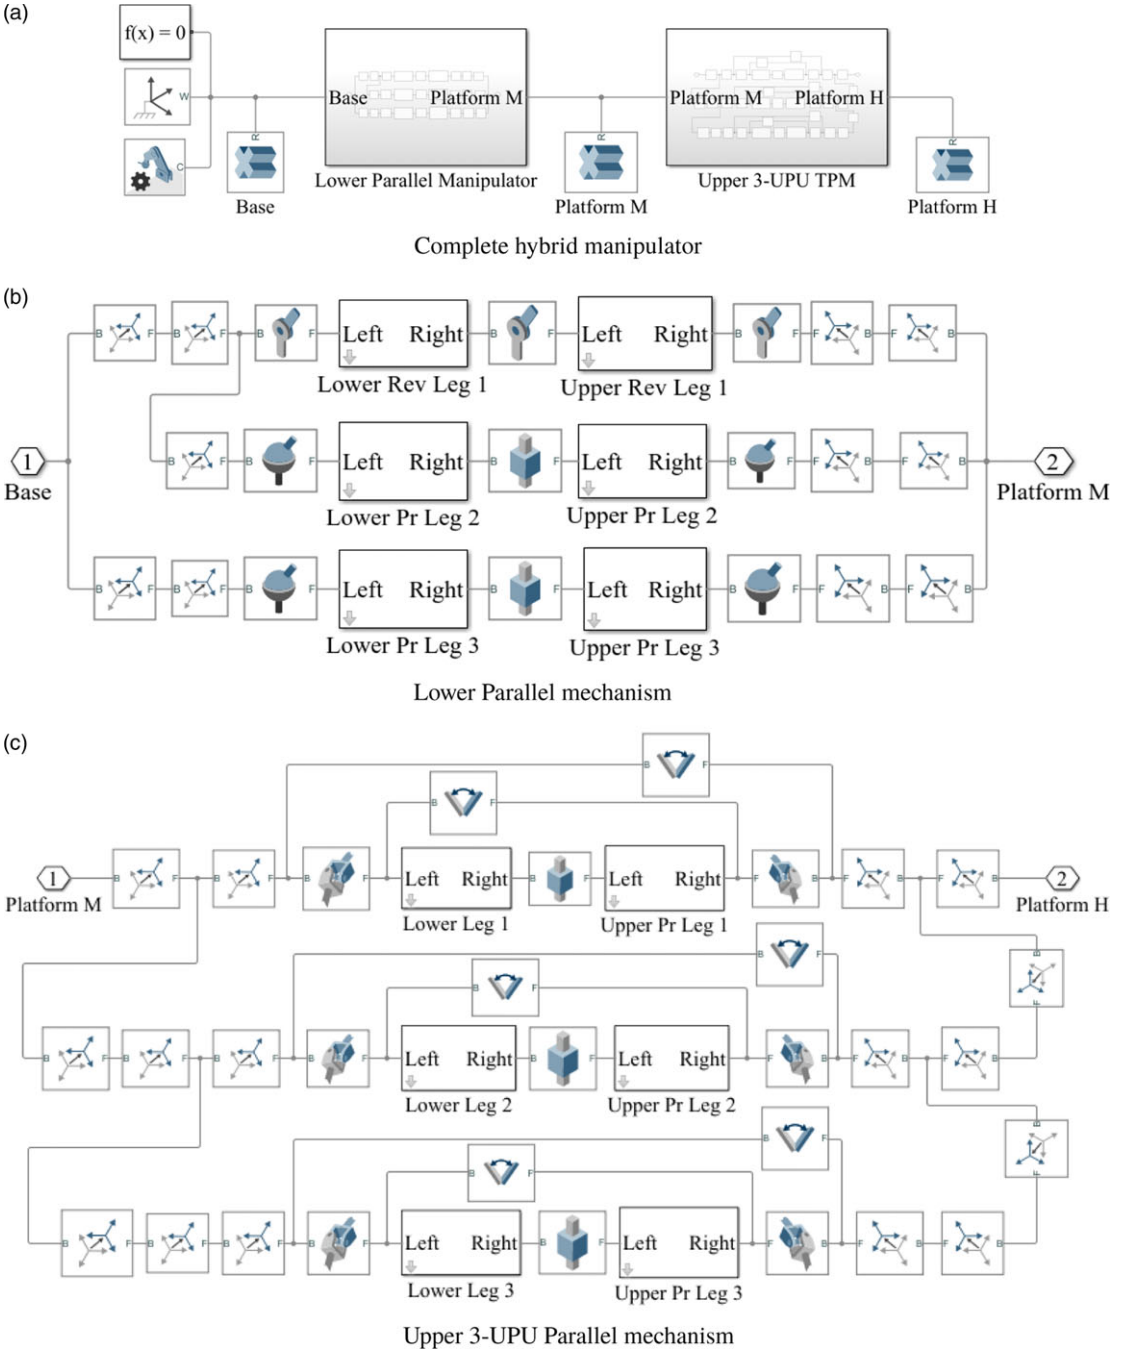 (a)
f(x) = 0
W
C
R
Base
Base Platform M
Lower Parallel Manipulator
R
Platform M
Platform M Platform H
Upper 3-UPU TPM
R
Platform H
Complete hybrid manipulator
(b)
B F B F B F Left Right B F Left Right B F F B F B
Lower Rev Leg 1 Upper Rev Leg 1
1
Base
B F B F Left Right B F Left Right B F F B F B
Lower Pr Leg 2 Upper Pr Leg 2
2
Platform M
B F B F B F Left Right B F Left Right B F F B F B
Lower Pr Leg 3 Upper Pr Leg 3
Lower Parallel mechanism
(c)
B F
B F
1
Platform M
B F B F B F Left Right B F Left Right F B F B F B
Lower Leg 1 Upper Pr Leg 1
2
Platform H
B F
B F
B
F
B F B F B F B F Left Right B F Left Right F B F B F B
Lower Leg 2 Upper Pr Leg 2
B F
B F
B
F
B F B F B F B F Left Right B F Left Right F B F B F B
Lower Leg 3 Upper Pr Leg 3
Upper 3-UPU Parallel mechanism